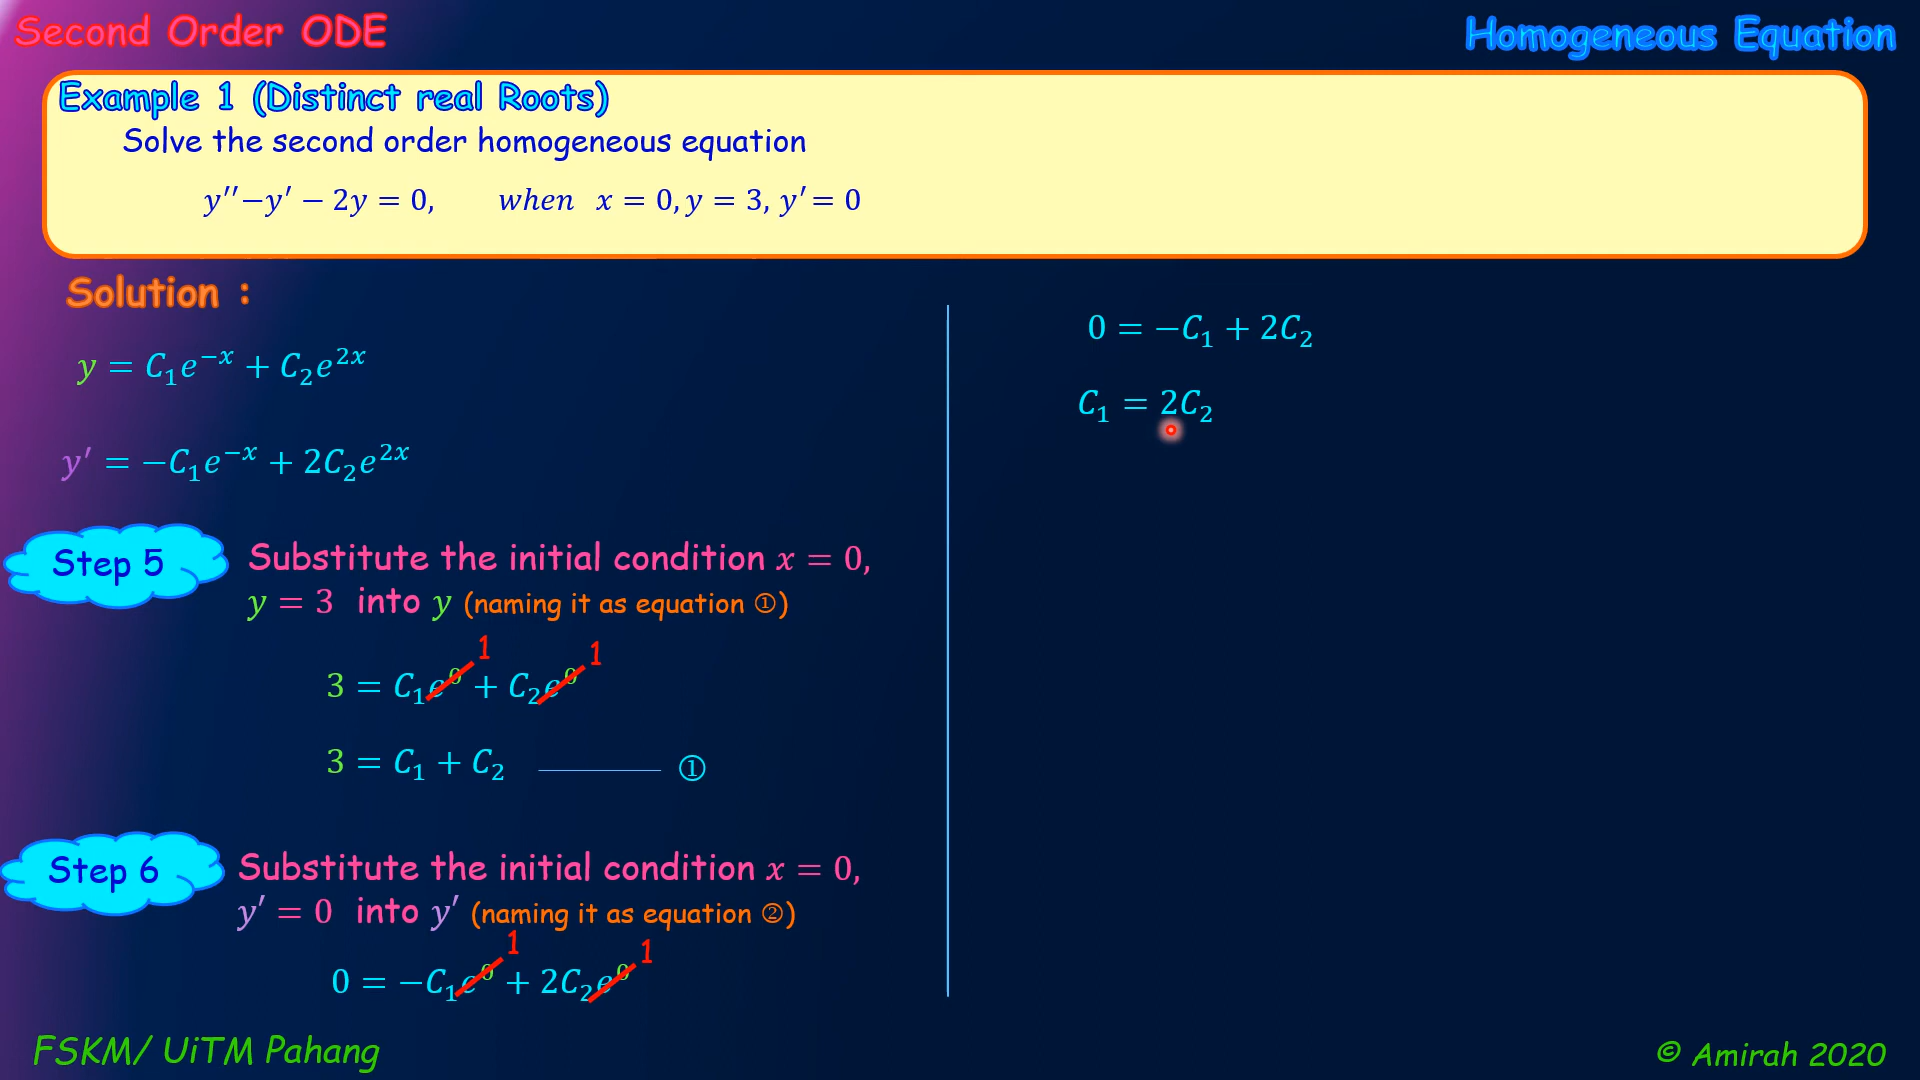 Second Order ODE
Homogeneous Equation
Example 1 (Distinct real Roots)
Solve the second order homogeneous equation
y′′−y′ − 2y = 0, when x = 0, y = 3, y′ = 0
Solution :
y = C₁e⁻ˣ + C₂e²ˣ
y′ = −C₁e⁻ˣ + 2C₂e²ˣ
Step 5
Substitute the initial condition x = 0,
y = 3 into y (naming it as equation ①)
1 1
3 = C₁e⁰ + C₂e⁰
3 = C₁ + C₂ ①
Step 6
Substitute the initial condition x = 0,
y′ = 0 into y′ (naming it as equation ②)
1 1
0 = −C₁e⁰ + 2C₂e⁰
0 = −C₁ + 2C₂
C₁ = 2C₂
FSKM/ UiTM Pahang
© Amirah 2020